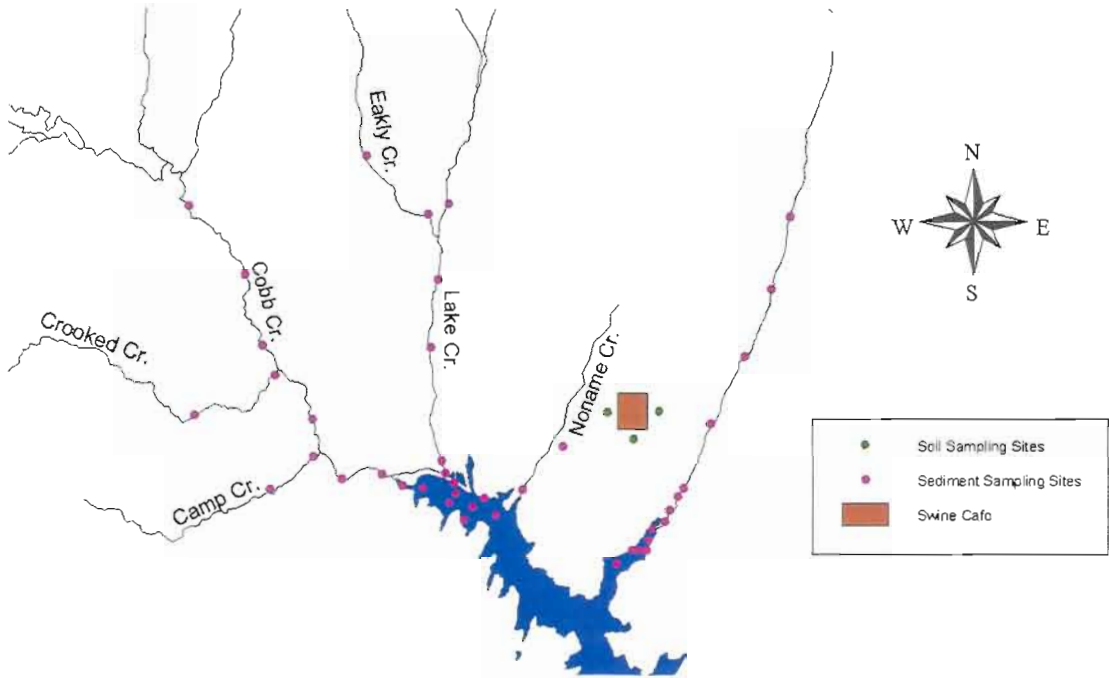 Eakly Cr.
Cobb Cr.
Lake Cr.
Crooked Cr.
Noname Cr.
Camp Cr.
N
W E
S
Soil Sampling Sites
Sediment Sampling Sites
Swine Cafo